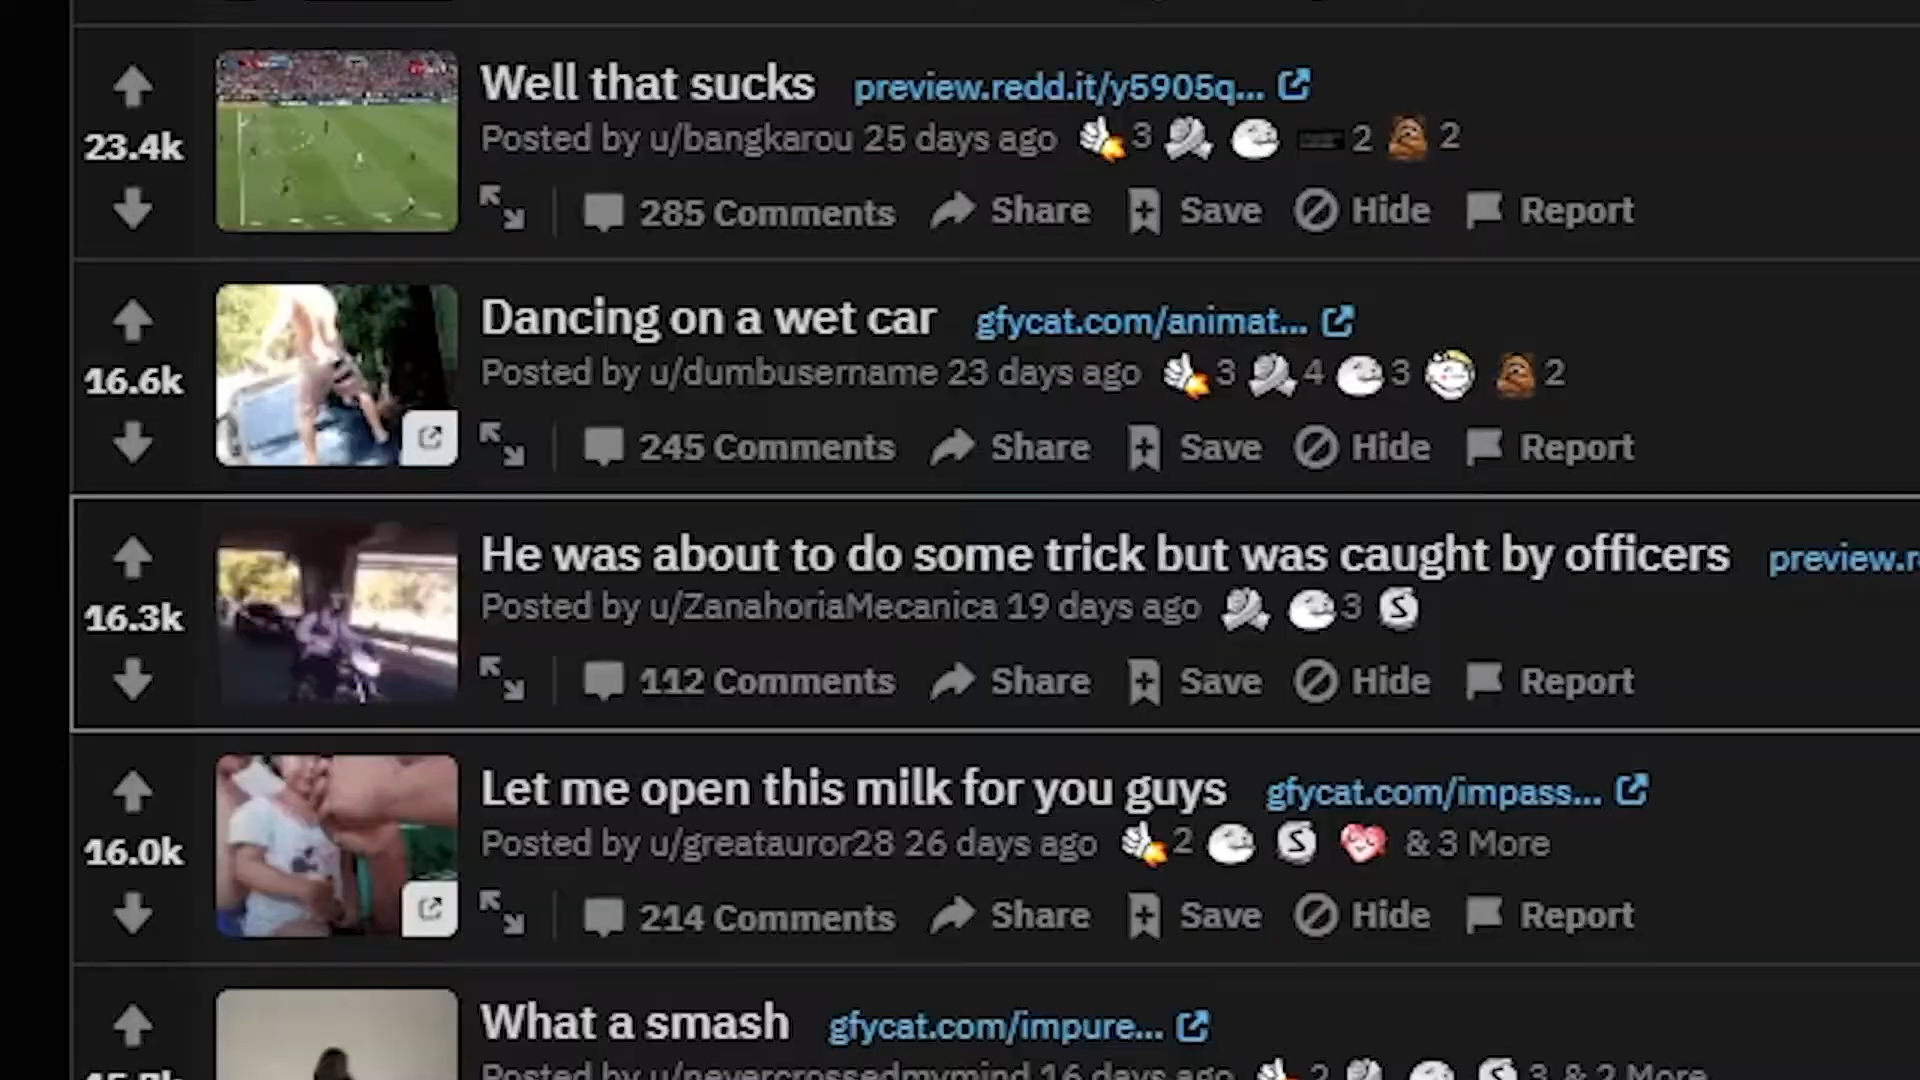 Well that sucks preview.redd.it/y5905q...
23.4k
Posted by u/bangkarou 25 days ago 3 2 2
285 Comments Share Save Hide Report
Dancing on a wet car gfycat.com/animat...
16.6k
Posted by u/dumbusername 23 days ago 3 4 3 2
245 Comments Share Save Hide Report
He was about to do some trick but was caught by officers preview.r
16.3k
Posted by u/ZanahoriaMecanica 19 days ago 3 S
112 Comments Share Save Hide Report
Let me open this milk for you guys gfycat.com/impass...
16.0k
Posted by u/greatauror28 26 days ago 2 S & 3 More
214 Comments Share Save Hide Report
What a smash gfycat.com/impure...
Posted by u/nevercrossedmymind 16 days ago 2 S 3 & 2 More